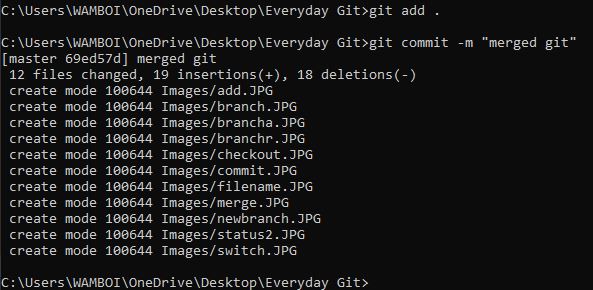 C:\Users\WAMBOI\OneDrive\Desktop\Everyday Git>git add .
C:\Users\WAMBOI\OneDrive\Desktop\Everyday Git>git commit -m "merged git"
[master 69ed57d] merged git
 12 files changed, 19 insertions(+), 18 deletions(-)
 create mode 100644 Images/add.JPG
 create mode 100644 Images/branch.JPG
 create mode 100644 Images/brancha.JPG
 create mode 100644 Images/branchr.JPG
 create mode 100644 Images/checkout.JPG
 create mode 100644 Images/commit.JPG
 create mode 100644 Images/filename.JPG
 create mode 100644 Images/merge.JPG
 create mode 100644 Images/newbranch.JPG
 create mode 100644 Images/status2.JPG
 create mode 100644 Images/switch.JPG
C:\Users\WAMBOI\OneDrive\Desktop\Everyday Git>